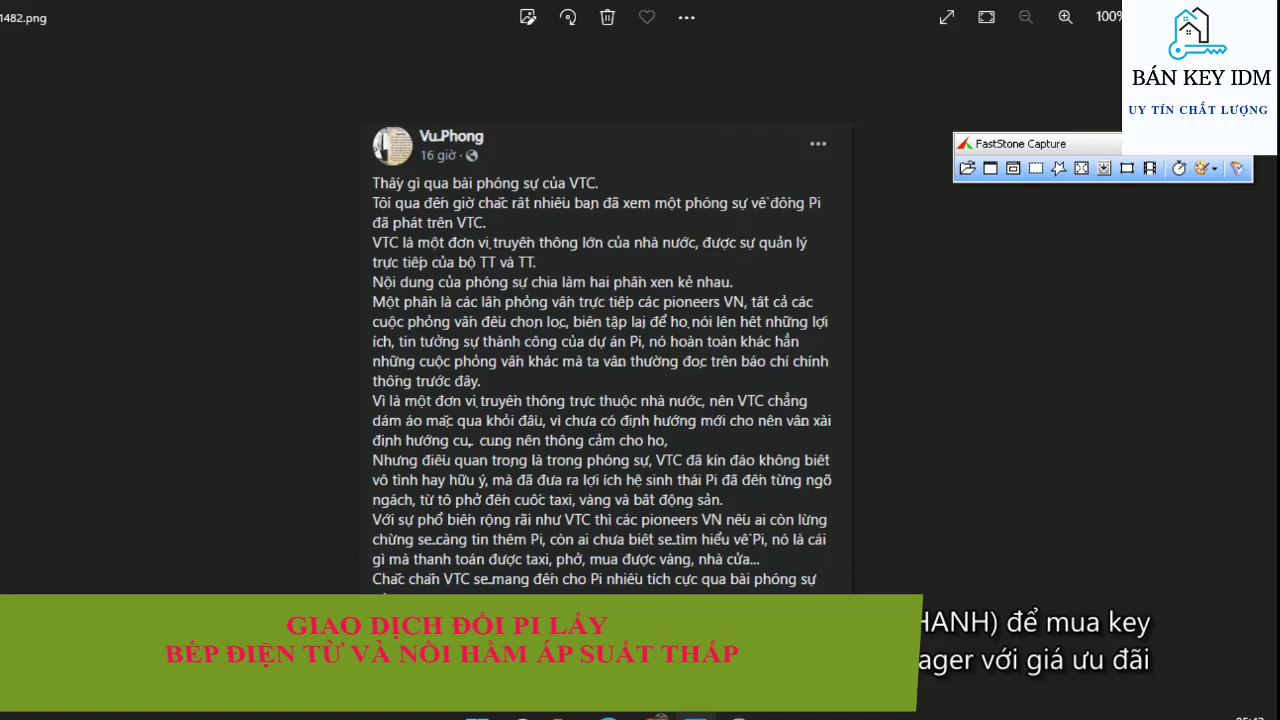 1482.png
100%
BÁN KEY IDM
UY TÍN CHẤT LƯỢNG
FastStone Capture
Vu_Phong
16 giờ ·
Thấy gì qua bài phóng sự của VTC.
Tối qua đến giờ chắc rất nhiều bạn đã xem một phóng sự về đồng Pi
đã phát trên VTC.
VTC là một đơn vị truyền thông lớn của nhà nước, được sự quản lý
trực tiếp của bộ TT và TT.
Nội dung của phóng sự chia làm hai phần xen kẻ nhau.
Một phần là các lần phỏng vấn trực tiếp các pioneers VN, tất cả các
cuộc phỏng vấn đều chọn lọc, biên tập lại để họ nói lên hết những lợi
ích, tin tưởng sự thành công của dự án Pi, nó hoàn toàn khác hẳn
những cuộc phỏng vấn khác mà ta vẫn thường đọc trên báo chí chính
thống trước đây.
Vì là một đơn vị truyền thông trực thuộc nhà nước, nên VTC chẳng
dám áo mặc qua khỏi đầu, vì chưa có định hướng mới cho nên vẫn xài
định hướng cũ, cũng nên thông cảm cho họ,
Nhưng điều quan trọng là trong phóng sự, VTC đã kín đáo không biết
vô tình hay hữu ý, mà đã đưa ra lợi ích hệ sinh thái Pi đã đến từng ngõ
ngách, từ tô phở đến cuốc taxi, vàng và bất động sản.
Với sự phổ biến rộng rãi như VTC thì các pioneers VN nếu ai còn lừng
chừng sẽ càng tin thêm Pi, còn ai chưa biết sẽ tìm hiểu về Pi, nó là cái
gì mà thanh toán được taxi, phở, mua được vàng, nhà cửa...
Chắc chắn VTC sẽ mang đến cho Pi nhiều tích cực qua bài phóng sự
GIAO DỊCH ĐỔI PI LẤY
BẾP ĐIỆN TỪ VÀ NỒI HẦM ÁP SUẤT THẤP
HANH) để mua key
ager với giá ưu đãi